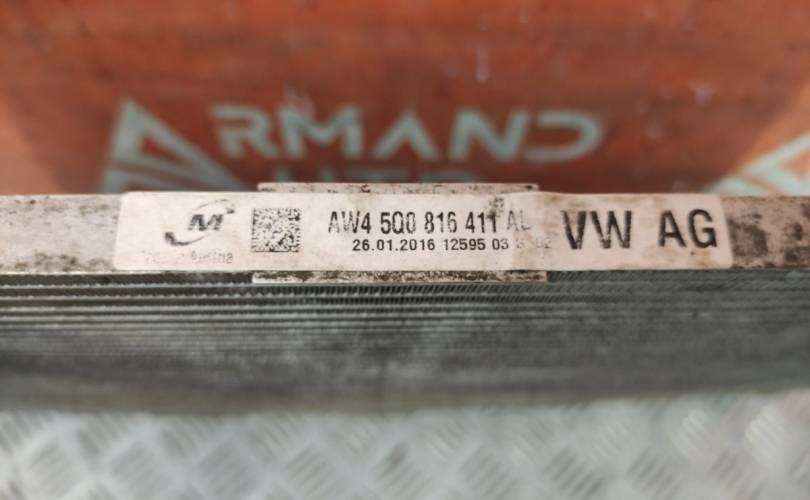 ARMAND
M
AW4 5Q0 816 411 AL
26.01.2016 12595 03
VW AG